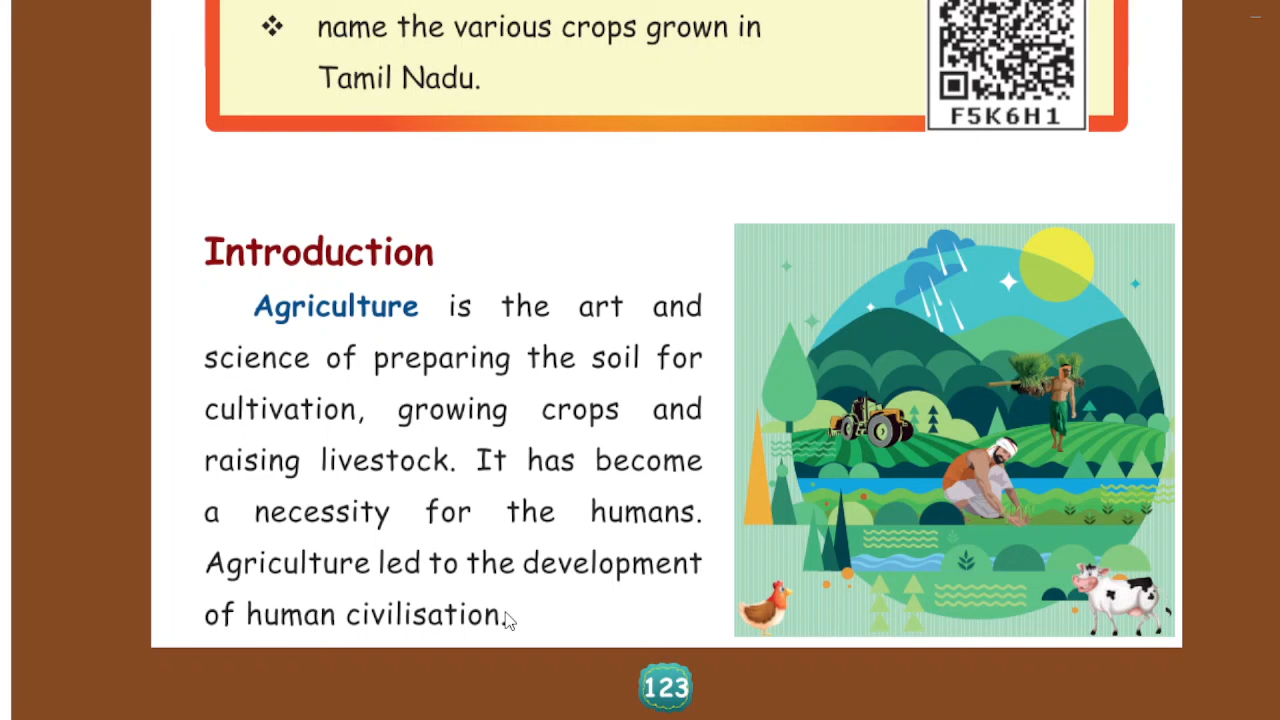 ❖ name the various crops grown in
Tamil Nadu.
F5K6H1
Introduction
Agriculture is the art and
science of preparing the soil for
cultivation, growing crops and
raising livestock. It has become
a necessity for the humans.
Agriculture led to the development
of human civilisation.
123